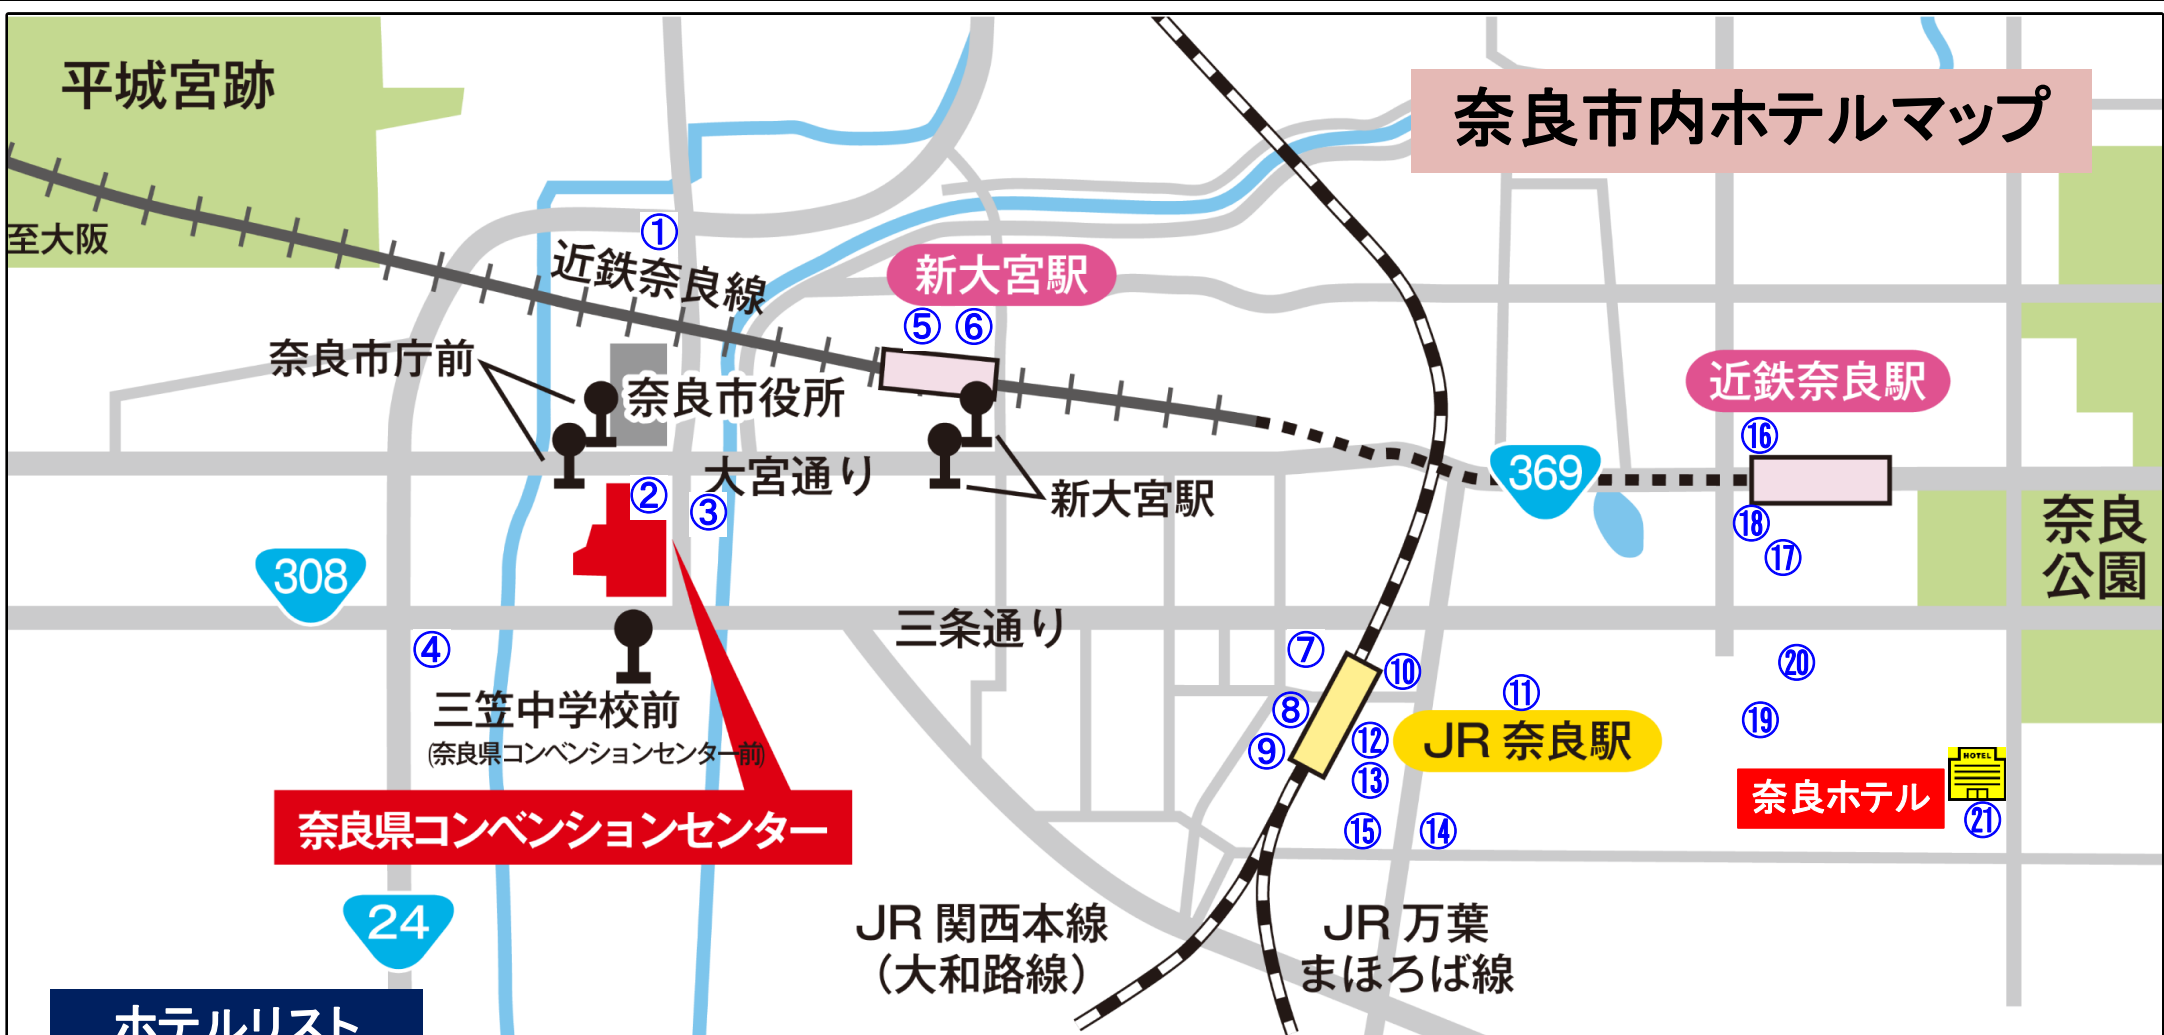 平城宮跡
奈良市内ホテルマップ
至大阪
①
近鉄奈良線
新大宮駅
⑤ ⑥
奈良市庁前
奈良市役所
近鉄奈良駅
⑯
大宮通り
369
②
③
新大宮駅
⑱
⑰
奈良
公園
308
三条通り
④
⑦
⑩
⑳
三笠中学校前
(奈良県コンベンションセンター前)
⑪
⑧
⑨
⑫
JR 奈良駅
⑲
⑬
HOTEL
奈良ホテル
㉑
奈良県コンベンションセンター
⑮
⑭
24
JR 関西本線
（大和路線）
JR 万葉
まほろば線
ホテルリスト